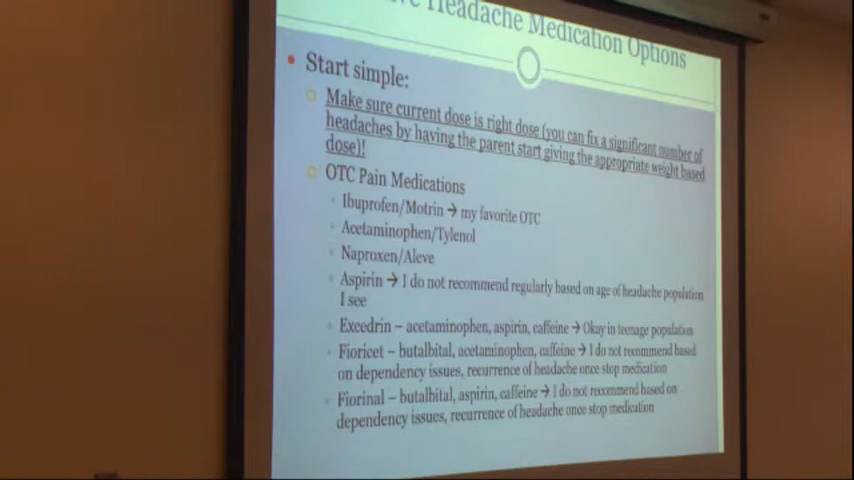 Headache Medication Options
Start simple:
Make sure current dose is right dose (you can fix a significant number of
headaches by having the parent start giving the appropriate weight based
dose)!
OTC Pain Medications
Ibuprofen/Motrin → my favorite OTC
Acetaminophen/Tylenol
Naproxen/Aleve
Aspirin → I do not recommend regularly based on age of headache population
I see
Excedrin – acetaminophen, aspirin, caffeine → Okay in teenage population
Fioricet – butalbital, acetaminophen, caffeine → I do not recommend based
on dependency issues, recurrence of headache once stop medication
Fiorinal – butalbital, aspirin, caffeine → I do not recommend based on
dependency issues, recurrence of headache once stop medication